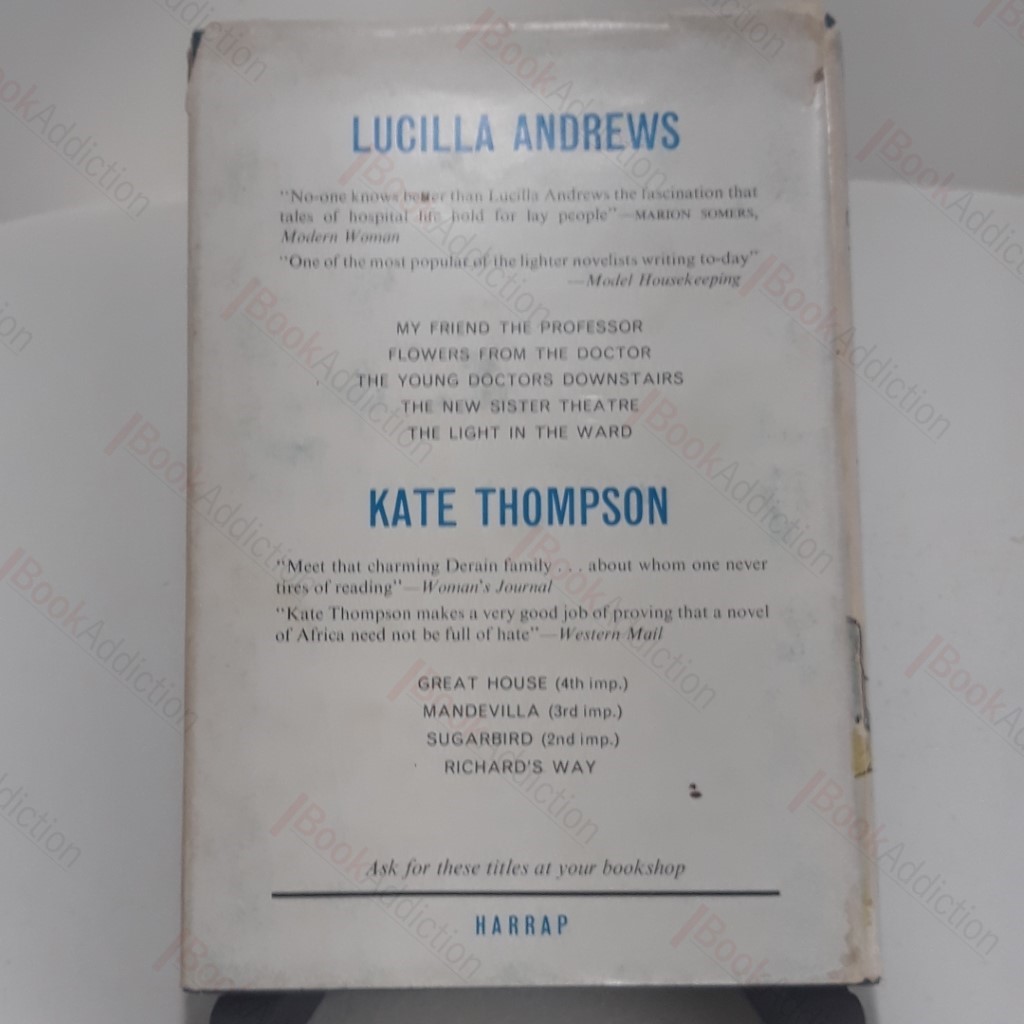 LUCILLA ANDREWS
"No-one knows better than Lucilla Andrews the fascination that
tales of hospital life hold for lay people"—MARION SOMERS,
Modern Woman
"One of the most popular of the lighter novelists writing to-day"
—Model Housekeeping
MY FRIEND THE PROFESSOR
FLOWERS FROM THE DOCTOR
THE YOUNG DOCTORS DOWNSTAIRS
THE NEW SISTER THEATRE
THE LIGHT IN THE WARD
KATE THOMPSON
"Meet that charming Derain family . . . about whom one never
tires of reading"—Woman's Journal
"Kate Thompson makes a very good job of proving that a novel
of Africa need not be full of hate"—Western Mail
GREAT HOUSE (4th imp.)
MANDEVILLA (3rd imp.)
SUGARBIRD (2nd imp.)
RICHARD'S WAY
Ask for these titles at your bookshop
HARRAP
BookAddiction